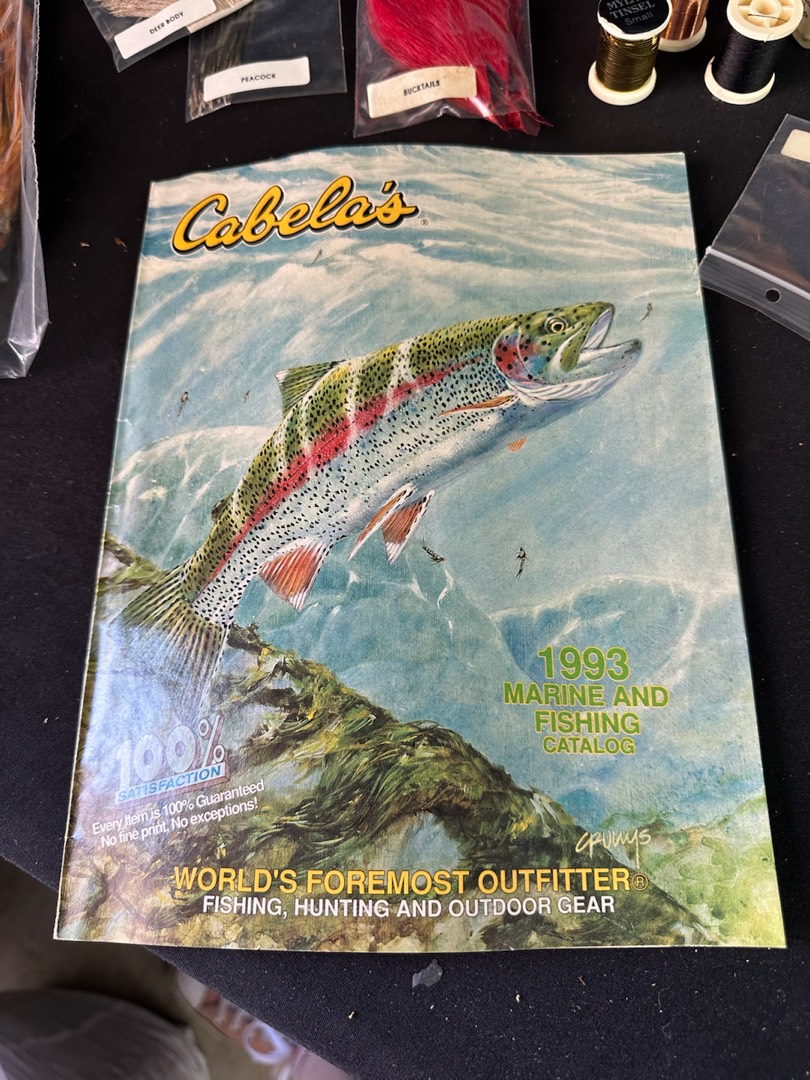 DEER BODY
PEACOCK
BUCKTAILS
MYLAR
TINSEL
Small
Cabela's®
1993
MARINE AND
FISHING
CATALOG
100%
SATISFACTION
Every Item is 100% Guaranteed
No fine print, No exceptions!
WORLD'S FOREMOST OUTFITTER®
FISHING, HUNTING AND OUTDOOR GEAR